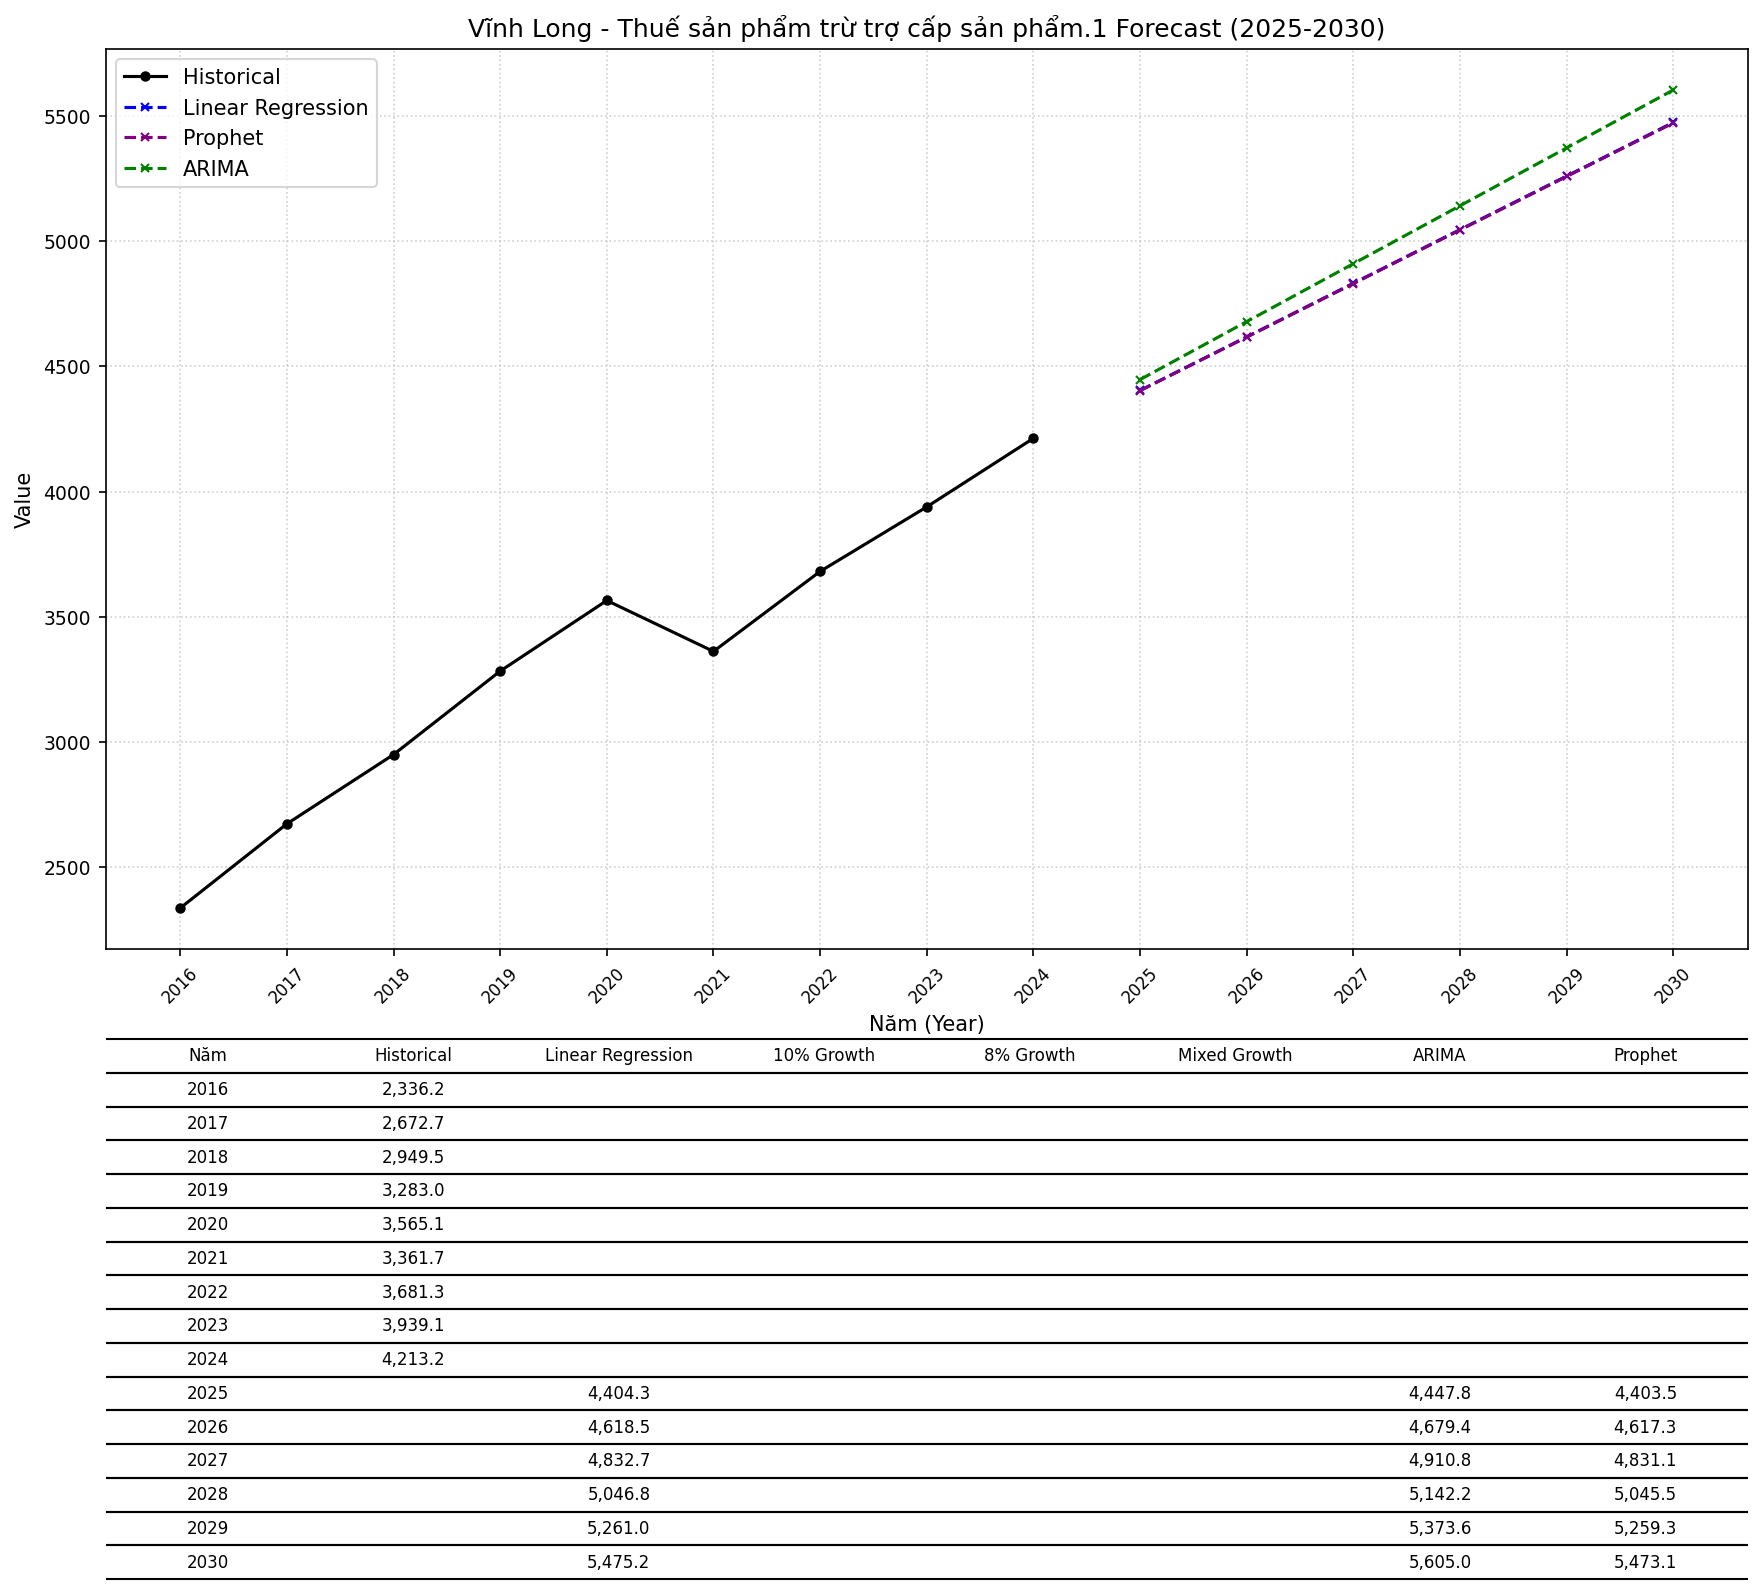 Vĩnh Long - Thuế sản phẩm trừ trợ cấp sản phẩm.1 Forecast (2025-2030)
Historical
Linear Regression
Prophet
ARIMA
Value
5500
5000
4500
4000
3500
3000
2500
2016 2017 2018 2019 2020 2021 2022 2023 2024 2025 2026 2027 2028 2029 2030
Năm (Year)
Năm Historical Linear Regression 10% Growth 8% Growth Mixed Growth ARIMA Prophet
2016 2,336.2
2017 2,672.7
2018 2,949.5
2019 3,283.0
2020 3,565.1
2021 3,361.7
2022 3,681.3
2023 3,939.1
2024 4,213.2
2025 4,404.3 4,447.8 4,403.5
2026 4,618.5 4,679.4 4,617.3
2027 4,832.7 4,910.8 4,831.1
2028 5,046.8 5,142.2 5,045.5
2029 5,261.0 5,373.6 5,259.3
2030 5,475.2 5,605.0 5,473.1